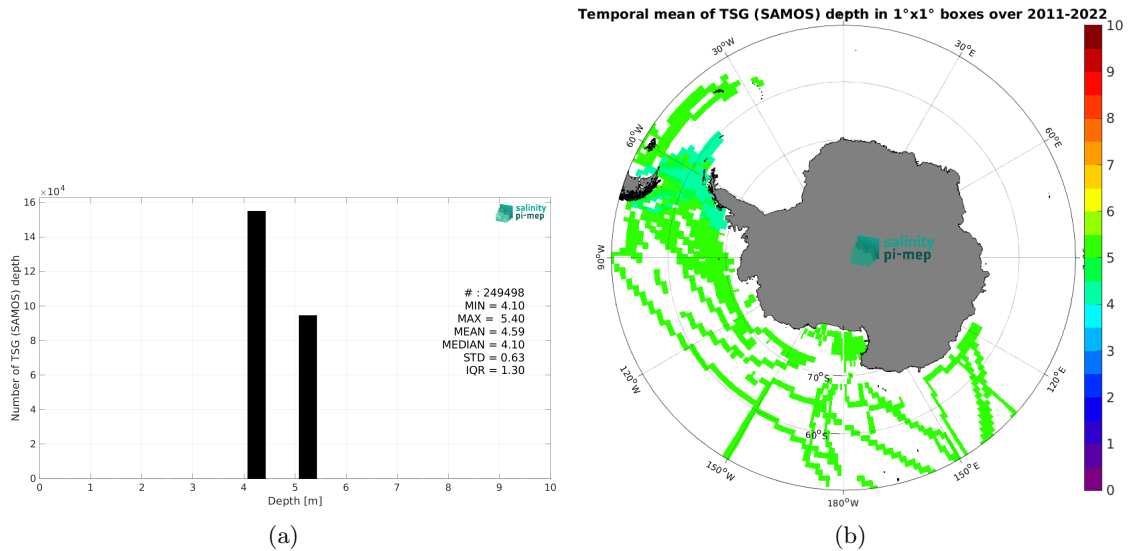 Temporal mean of TSG (SAMOS) depth in 1°x1° boxes over 2011-2022
×10⁴
16
14
12
10
8
6
4
2
0
Number of TSG (SAMOS) depth
salinity
pi-mep
# : 249498
MIN = 4.10
MAX = 5.40
MEAN = 4.59
MEDIAN = 4.10
STD = 0.63
IQR = 1.30
0 1 2 3 4 5 6 7 8 9 10
Depth [m]
(a)
30°W
30°E
60°W
60°E
90°W
salinity
pi-mep
120°W
120°E
70°S
60°S
150°W
150°E
180°W
10
9
8
7
6
5
4
3
2
1
0
(b)